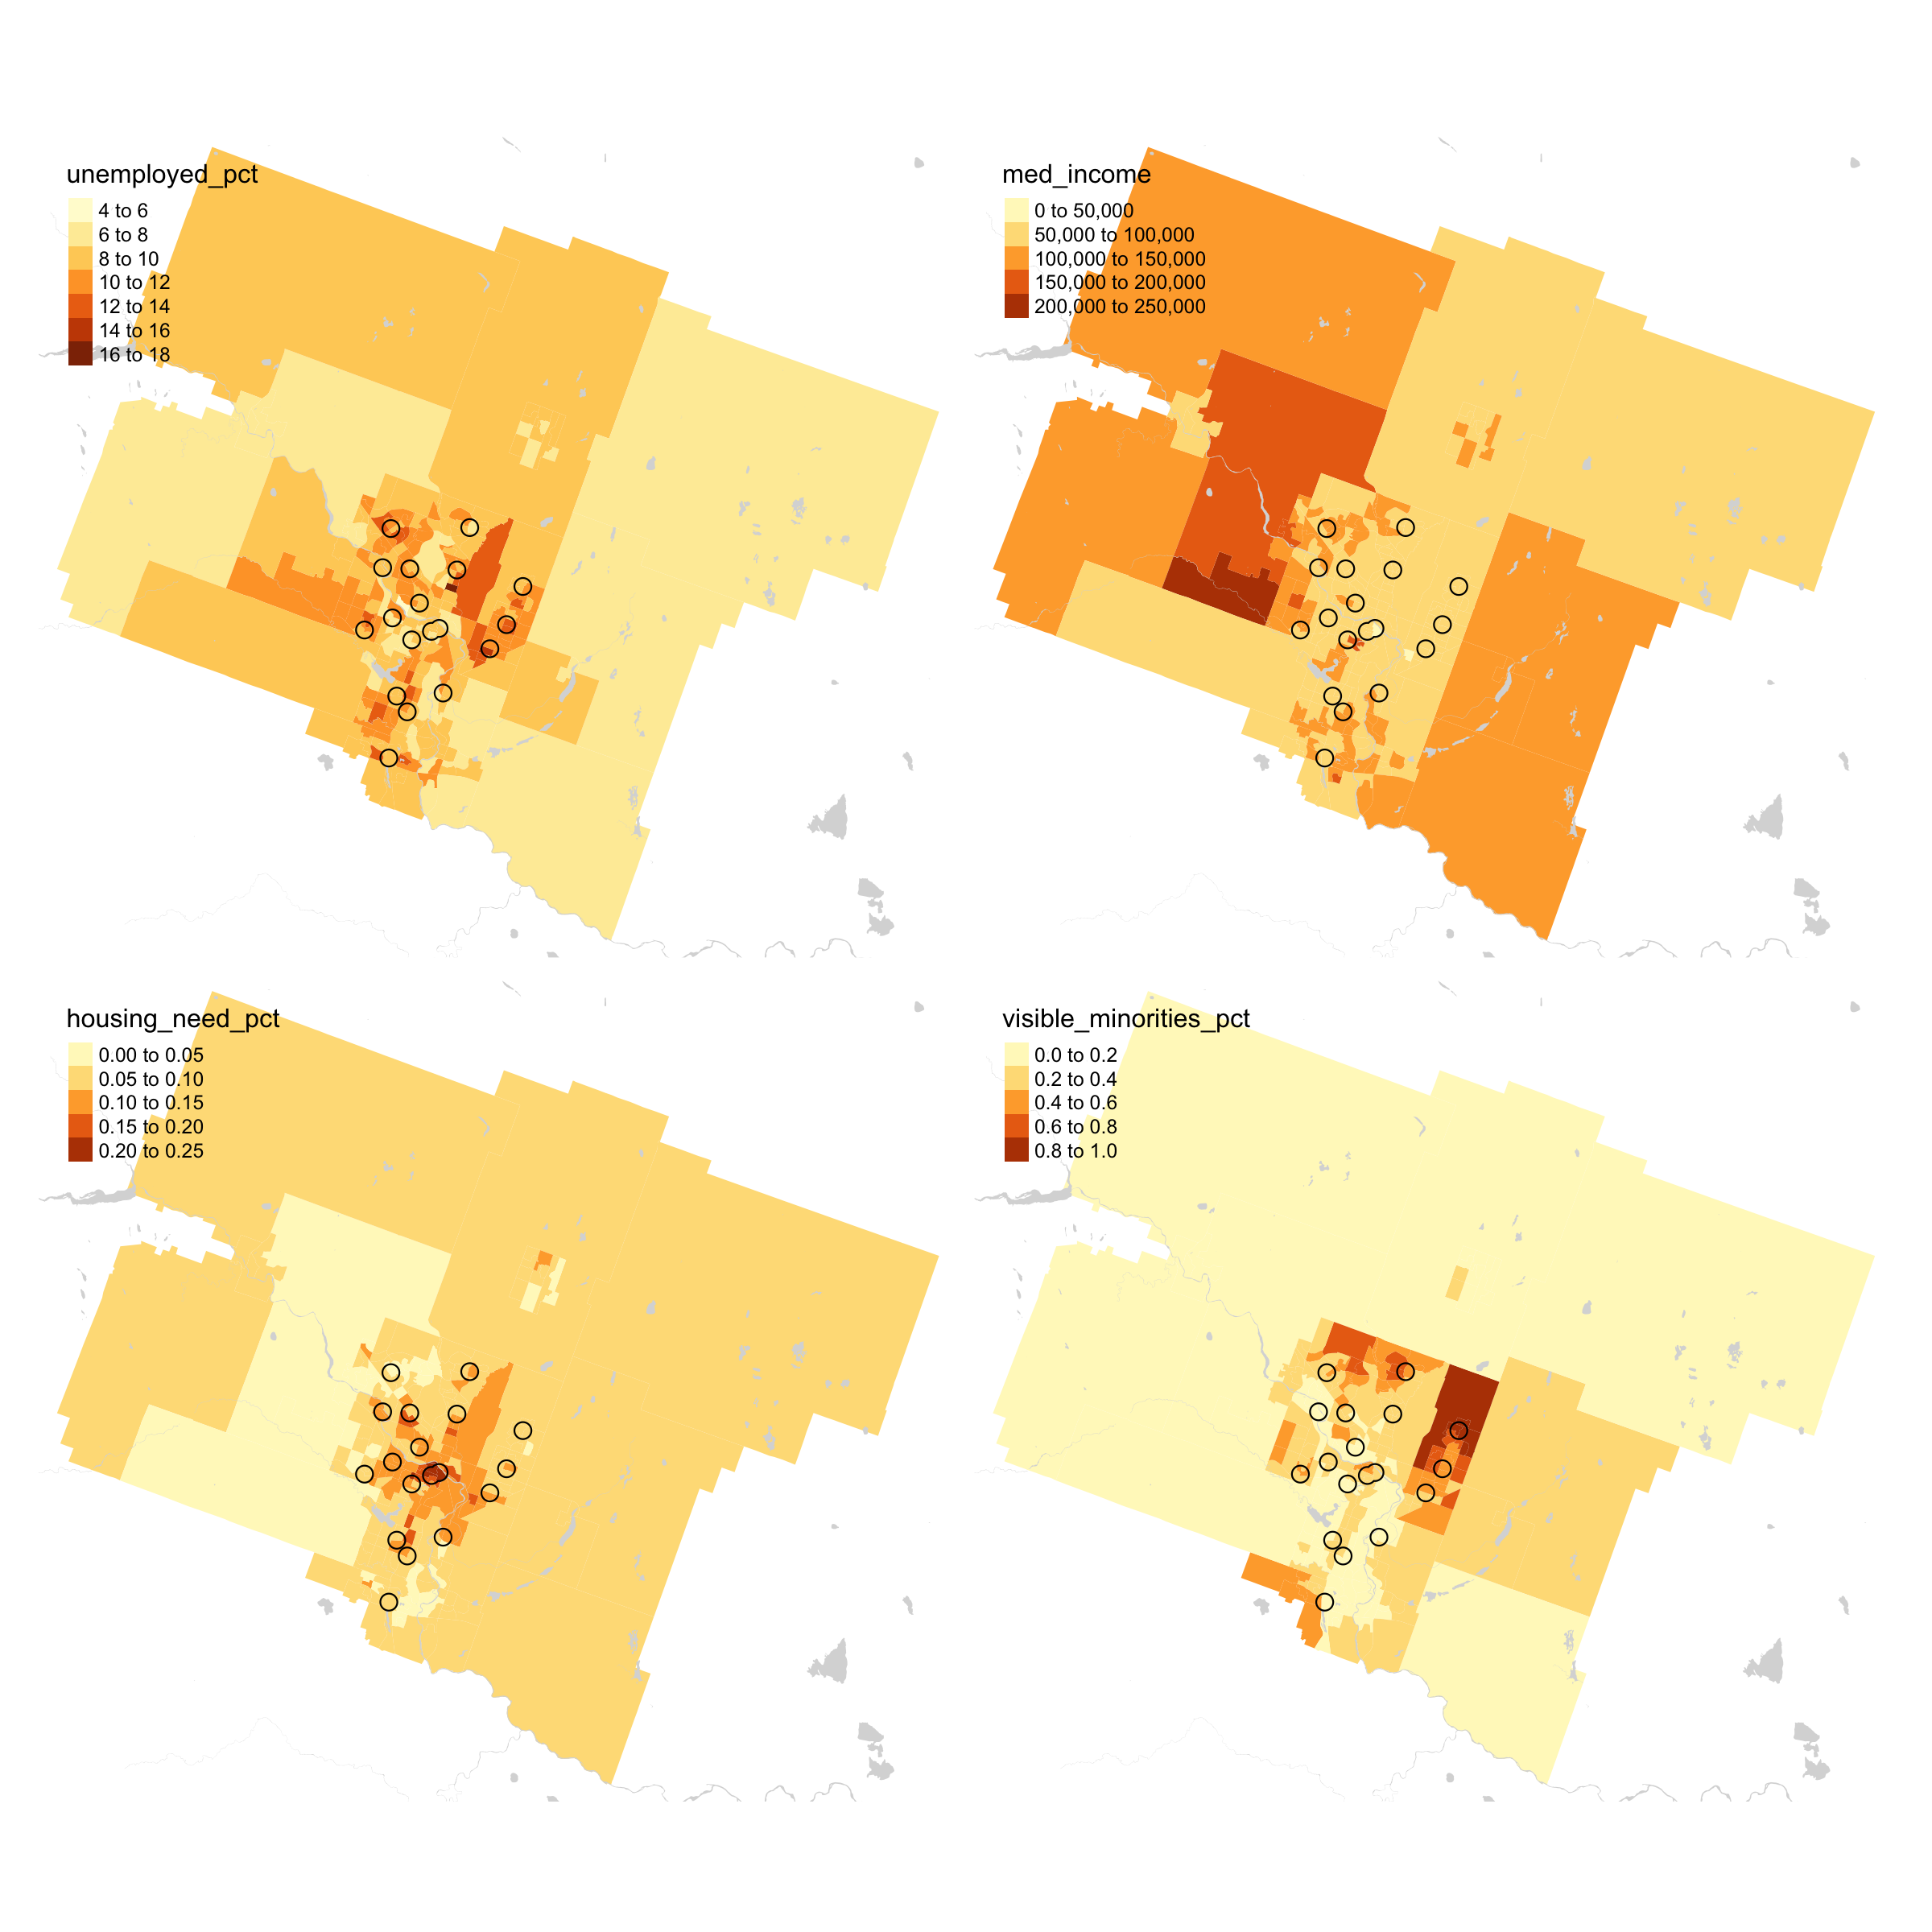 unemployed_pct
4 to 6
6 to 8
8 to 10
10 to 12
12 to 14
14 to 16
16 to 18
med_income
0 to 50,000
50,000 to 100,000
100,000 to 150,000
150,000 to 200,000
200,000 to 250,000
housing_need_pct
0.00 to 0.05
0.05 to 0.10
0.10 to 0.15
0.15 to 0.20
0.20 to 0.25
visible_minorities_pct
0.0 to 0.2
0.2 to 0.4
0.4 to 0.6
0.6 to 0.8
0.8 to 1.0